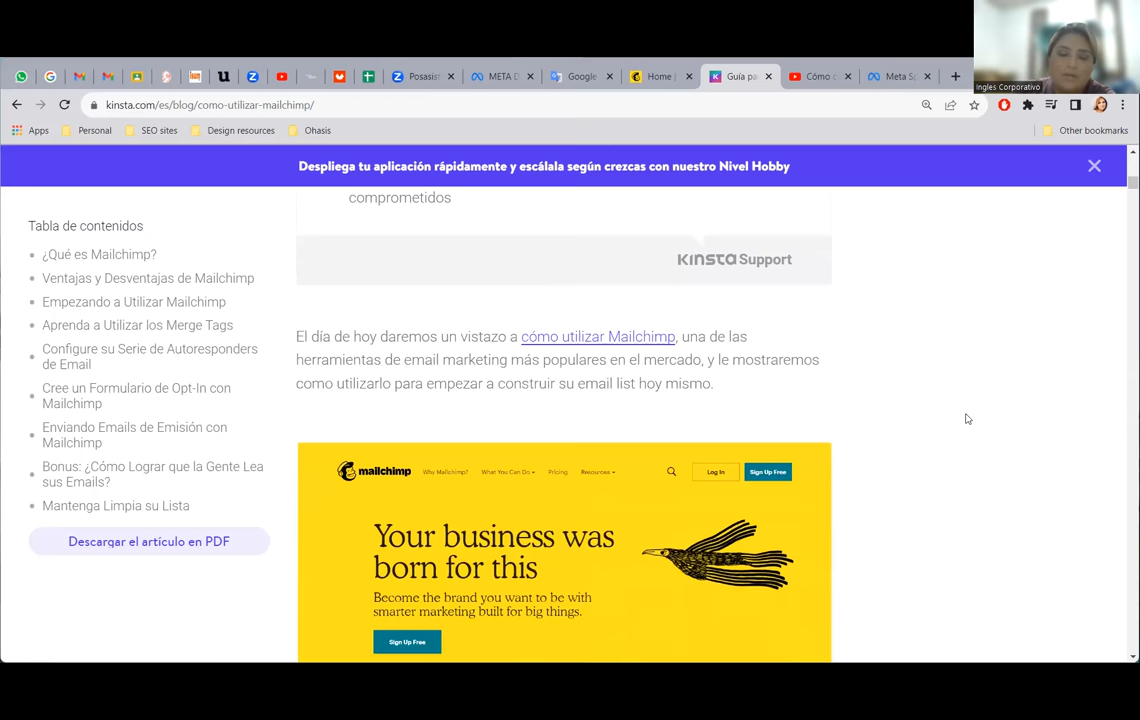 Ingles Corporativo
Posasist
META D
Google
Home |
Guía pa
Cómo c
Meta Sp
kinsta.com/es/blog/como-utilizar-mailchimp/
Apps
Personal
SEO sites
Design resources
Ohasis
Other bookmarks
Despliega tu aplicación rápidamente y escálala según crezcas con nuestro Nivel Hobby
Tabla de contenidos
¿Qué es Mailchimp?
Ventajas y Desventajas de Mailchimp
Empezando a Utilizar Mailchimp
Aprenda a Utilizar los Merge Tags
Configure su Serie de Autoresponders
de Email
Cree un Formulario de Opt-In con
Mailchimp
Enviando Emails de Emisión con
Mailchimp
Bonus: ¿Cómo Lograr que la Gente Lea
sus Emails?
Mantenga Limpia su Lista
Descargar el artículo en PDF
comprometidos
KINSTA Support
El día de hoy daremos un vistazo a cómo utilizar Mailchimp, una de las
herramientas de email marketing más populares en el mercado, y le mostraremos
como utilizarlo para empezar a construir su email list hoy mismo.
mailchimp
Why Mailchimp?
What You Can Do
Pricing
Resources
Log In
Sign Up Free
Your business was
born for this
Become the brand you want to be with
smarter marketing built for big things.
Sign Up Free